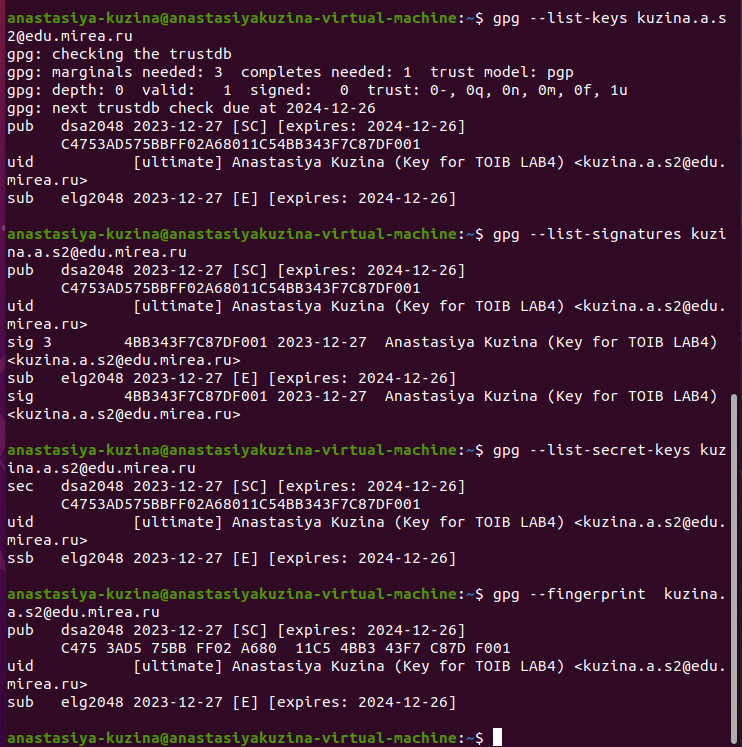 anastasiya-kuzina@anastasiyakuzina-virtual-machine:~$ gpg --list-keys kuzina.a.s
2@edu.mirea.ru
gpg: checking the trustdb
gpg: marginals needed: 3  completes needed: 1  trust model: pgp
gpg: depth: 0  valid:   1  signed:   0  trust: 0-, 0q, 0n, 0m, 0f, 1u
gpg: next trustdb check due at 2024-12-26
pub   dsa2048 2023-12-27 [SC] [expires: 2024-12-26]
      C4753AD575BBFF02A68011C54BB343F7C87DF001
uid           [ultimate] Anastasiya Kuzina (Key for TOIB LAB4) <kuzina.a.s2@edu.
mirea.ru>
sub   elg2048 2023-12-27 [E] [expires: 2024-12-26]

anastasiya-kuzina@anastasiyakuzina-virtual-machine:~$ gpg --list-signatures kuzi
na.a.s2@edu.mirea.ru
pub   dsa2048 2023-12-27 [SC] [expires: 2024-12-26]
      C4753AD575BBFF02A68011C54BB343F7C87DF001
uid           [ultimate] Anastasiya Kuzina (Key for TOIB LAB4) <kuzina.a.s2@edu.
mirea.ru>
sig 3        4BB343F7C87DF001 2023-12-27  Anastasiya Kuzina (Key for TOIB LAB4)
<kuzina.a.s2@edu.mirea.ru>
sub   elg2048 2023-12-27 [E] [expires: 2024-12-26]
sig          4BB343F7C87DF001 2023-12-27  Anastasiya Kuzina (Key for TOIB LAB4)
<kuzina.a.s2@edu.mirea.ru>

anastasiya-kuzina@anastasiyakuzina-virtual-machine:~$ gpg --list-secret-keys kuz
ina.a.s2@edu.mirea.ru
sec   dsa2048 2023-12-27 [SC] [expires: 2024-12-26]
      C4753AD575BBFF02A68011C54BB343F7C87DF001
uid           [ultimate] Anastasiya Kuzina (Key for TOIB LAB4) <kuzina.a.s2@edu.
mirea.ru>
ssb   elg2048 2023-12-27 [E] [expires: 2024-12-26]

anastasiya-kuzina@anastasiyakuzina-virtual-machine:~$ gpg --fingerprint  kuzina.
a.s2@edu.mirea.ru
pub   dsa2048 2023-12-27 [SC] [expires: 2024-12-26]
      C475 3AD5 75BB FF02 A680  11C5 4BB3 43F7 C87D F001
uid           [ultimate] Anastasiya Kuzina (Key for TOIB LAB4) <kuzina.a.s2@edu.
mirea.ru>
sub   elg2048 2023-12-27 [E] [expires: 2024-12-26]

anastasiya-kuzina@anastasiyakuzina-virtual-machine:~$